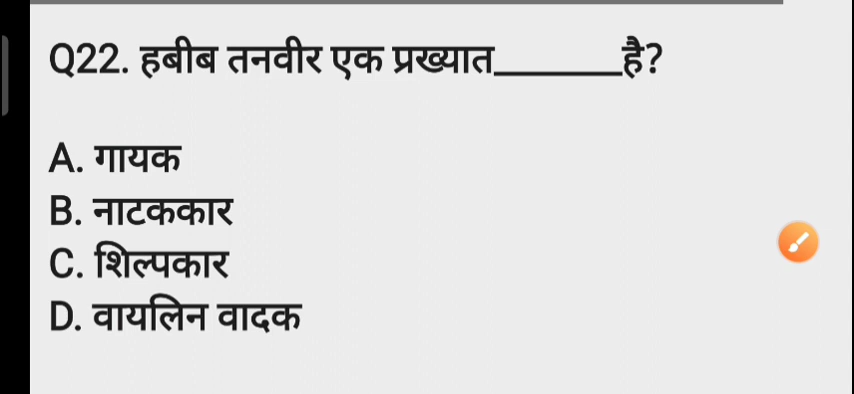 Q22. हबीब तनवीर एक प्रख्यात_______है?
A. गायक
B. नाटककार
C. शिल्पकार
D. वायलिन वादक